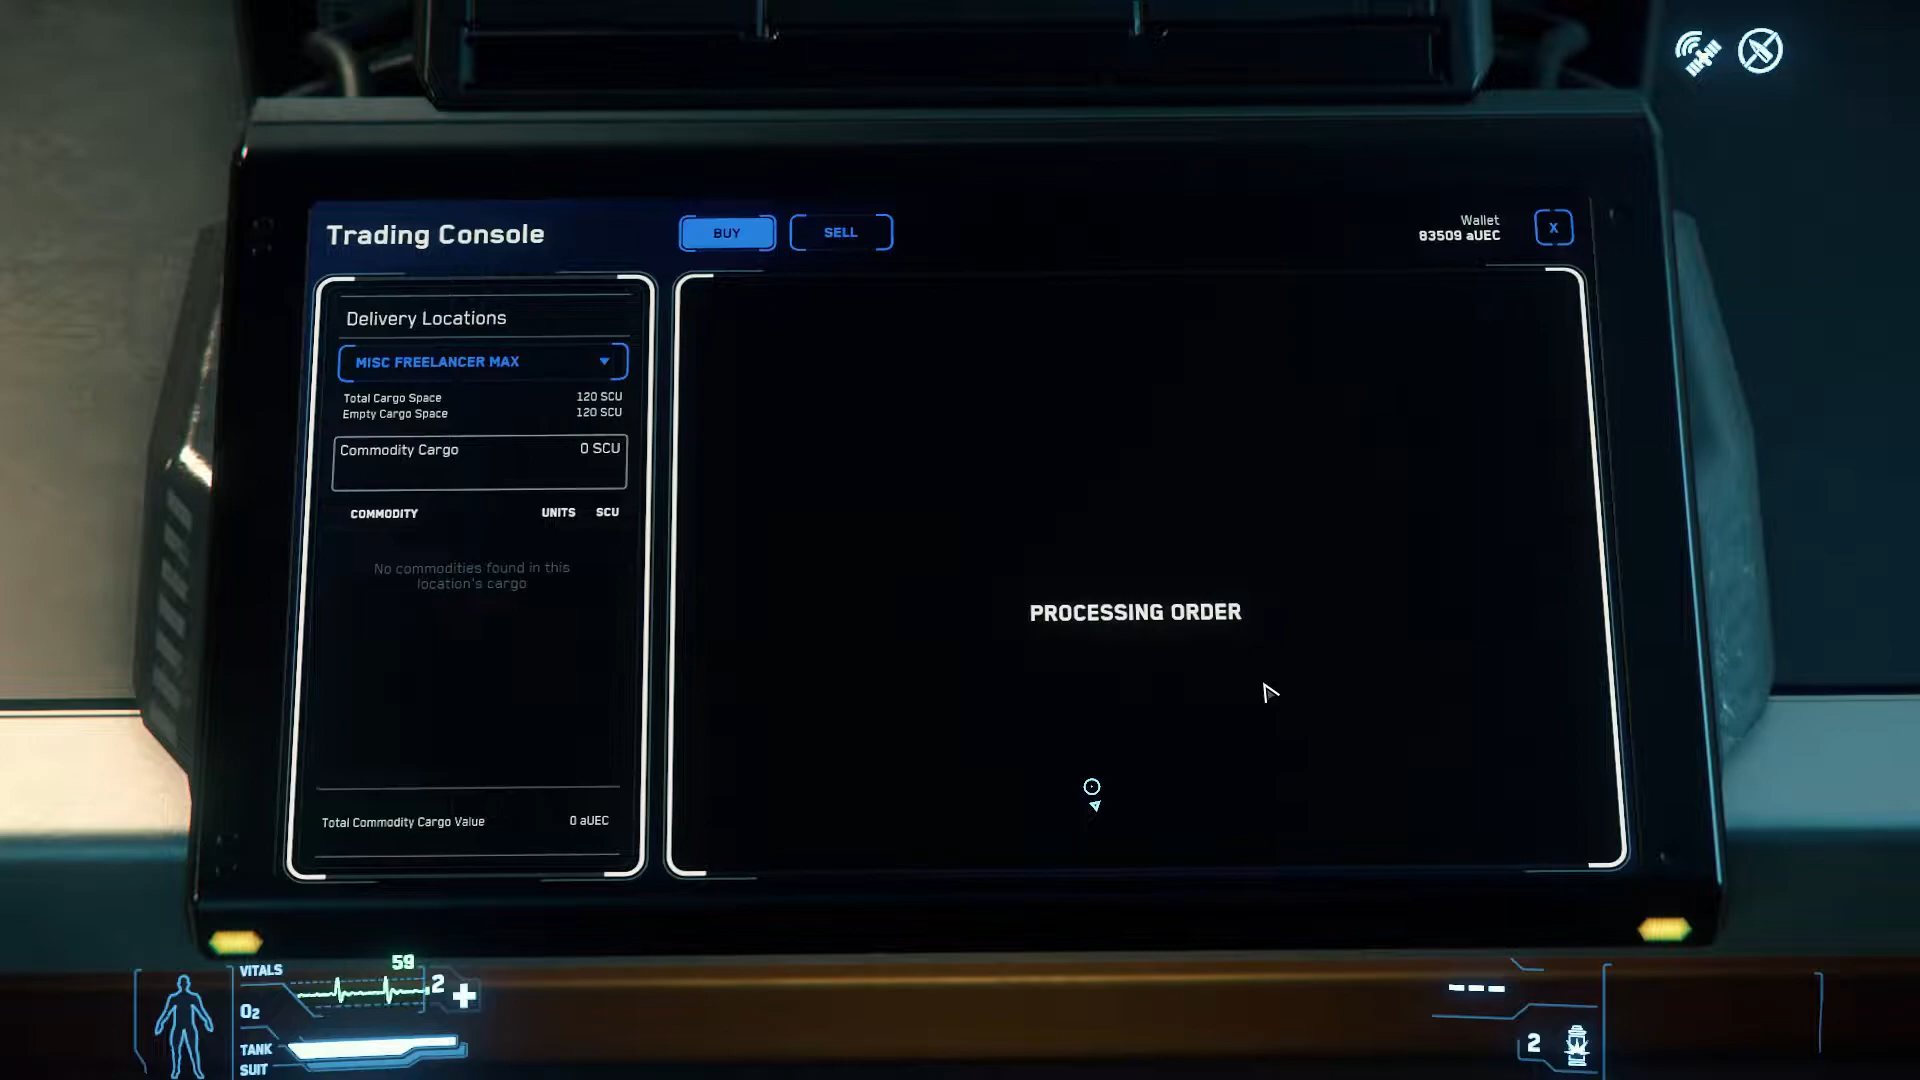 Trading Console
BUY
SELL
Wallet
83509 aUEC
X
Delivery Locations
MISC FREELANCER MAX
Total Cargo Space 120 SCU
Empty Cargo Space 120 SCU
Commodity Cargo 0 SCU
COMMODITY UNITS SCU
No commodities found in this
location's cargo
PROCESSING ORDER
Total Commodity Cargo Value 0 aUEC
VITALS 59
2
O2
TANK
SUIT
2